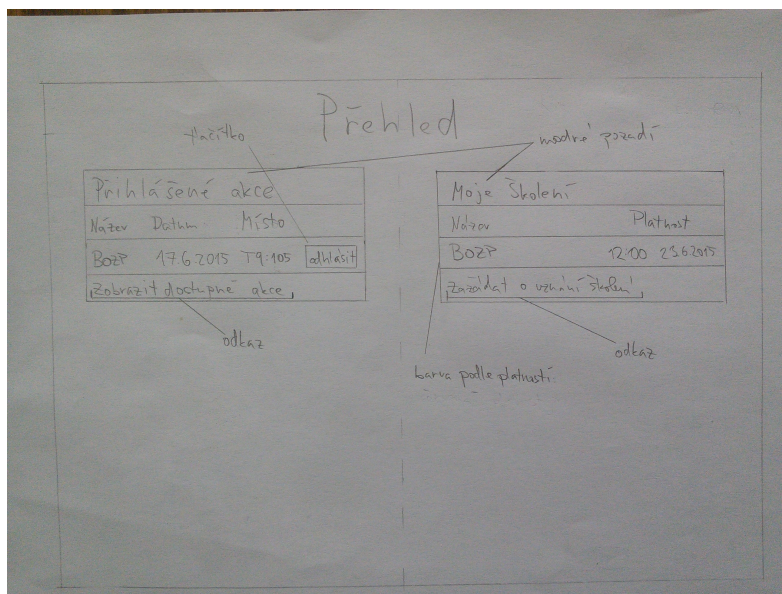 Přehled
tlačítko
modré pozadí
Přihlášené akce
Název Datum Místo
BOZP 17.6.2015 T9:105 odhlásit
Zobrazit dostupné akce
odkaz
Moje Školení
Název Platnost
BOZP 12:00 23.6.2015
Zažádat o uznání školení
odkaz
barva podle platnosti